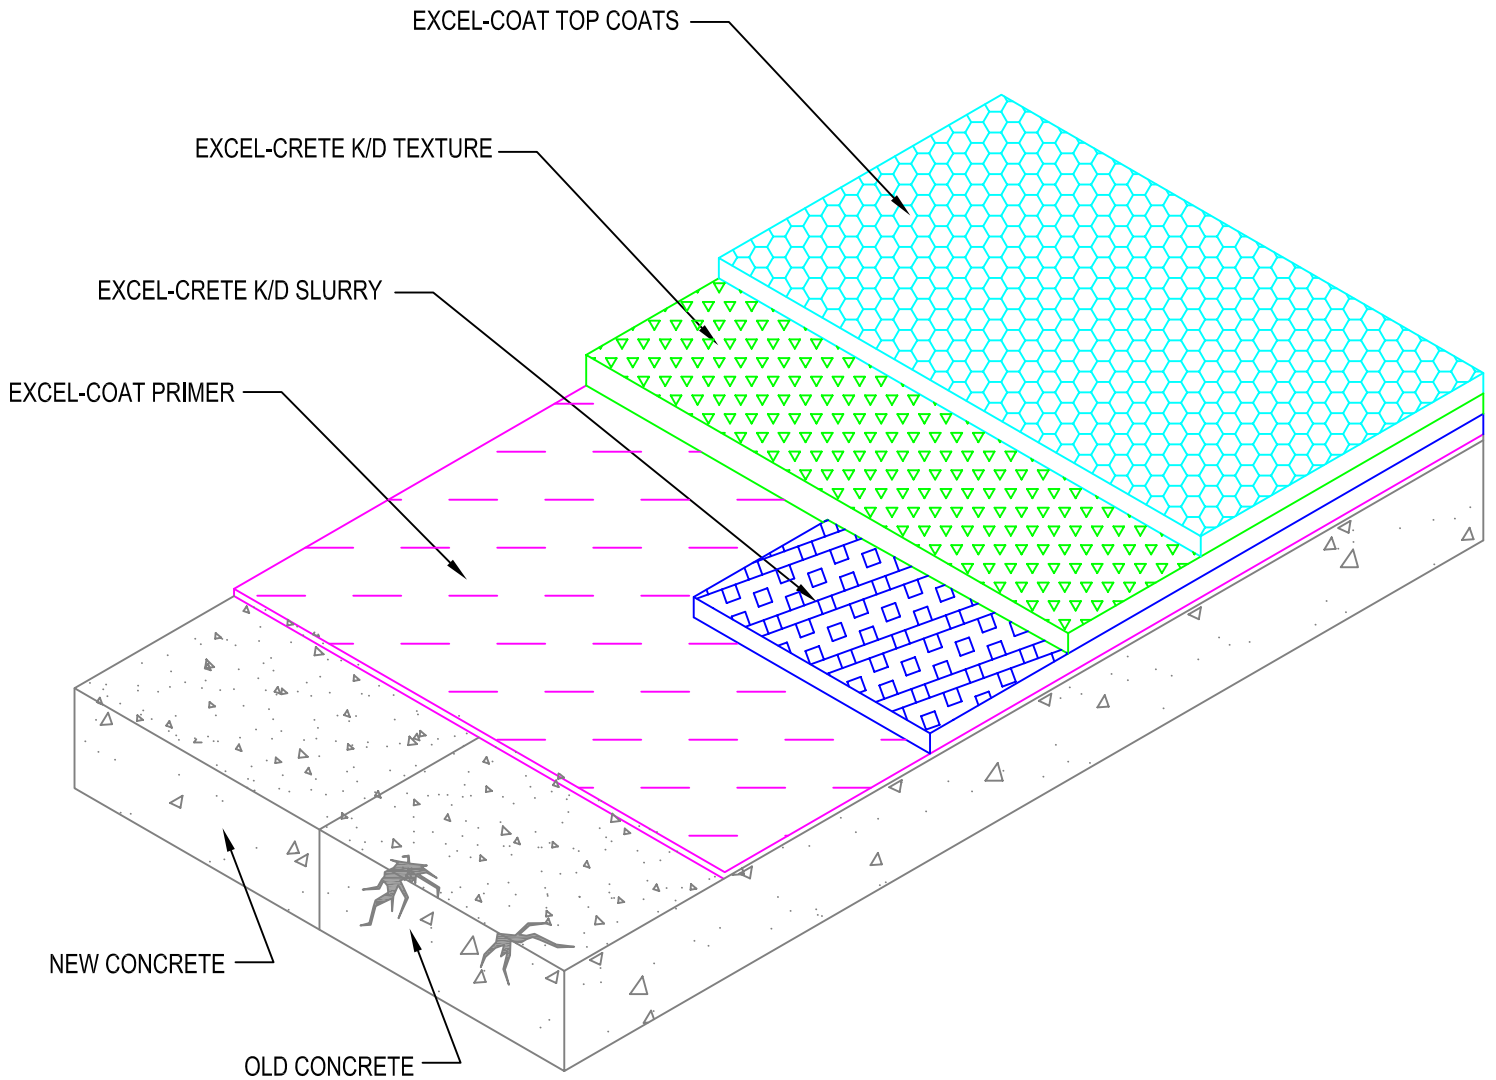 EXCEL-COAT TOP COATS
EXCEL-CRETE K/D TEXTURE
EXCEL-CRETE K/D SLURRY
EXCEL-COAT PRIMER
NEW CONCRETE
OLD CONCRETE